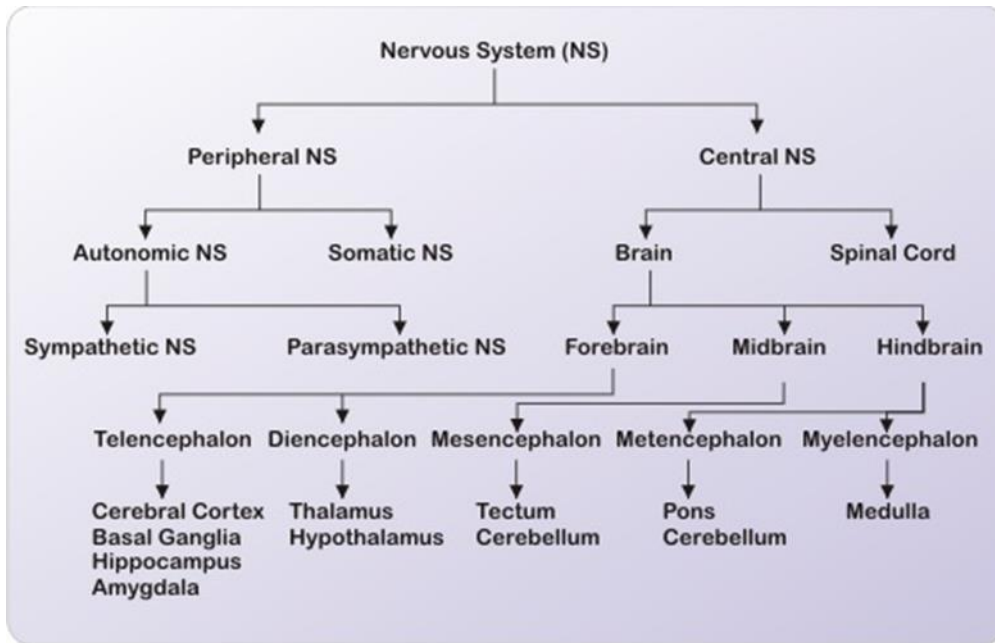 Nervous System (NS)
Peripheral NS
Central NS
Autonomic NS
Somatic NS
Brain
Spinal Cord
Sympathetic NS
Parasympathetic NS
Forebrain
Midbrain
Hindbrain
Telencephalon
Diencephalon
Mesencephalon
Metencephalon
Myelencephalon
Cerebral Cortex
Basal Ganglia
Hippocampus
Amygdala
Thalamus
Hypothalamus
Tectum
Cerebellum
Pons
Cerebellum
Medulla